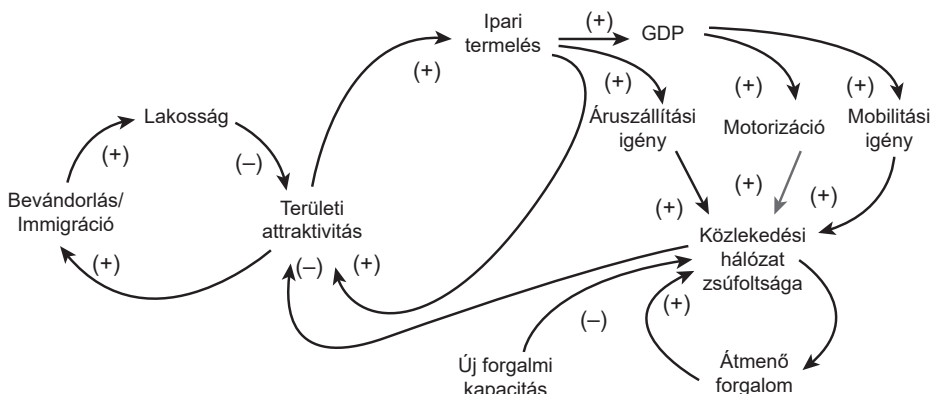 Ipari
termelés
(+)
GDP
(+)
(+)
(+)
(+)
Lakosság
Áruszállítási
igény
Motorizáció
Mobilitási
igény
(+)
(–)
Bevándorlás/
Immigráció
Területi
attraktivitás
(+)
(+)
(+)
Közlekedési
hálózat
zsúfoltsága
(+)
(–)
(+)
(+)
(–)
Új forgalmi
kapacitás
Átmenő
forgalom